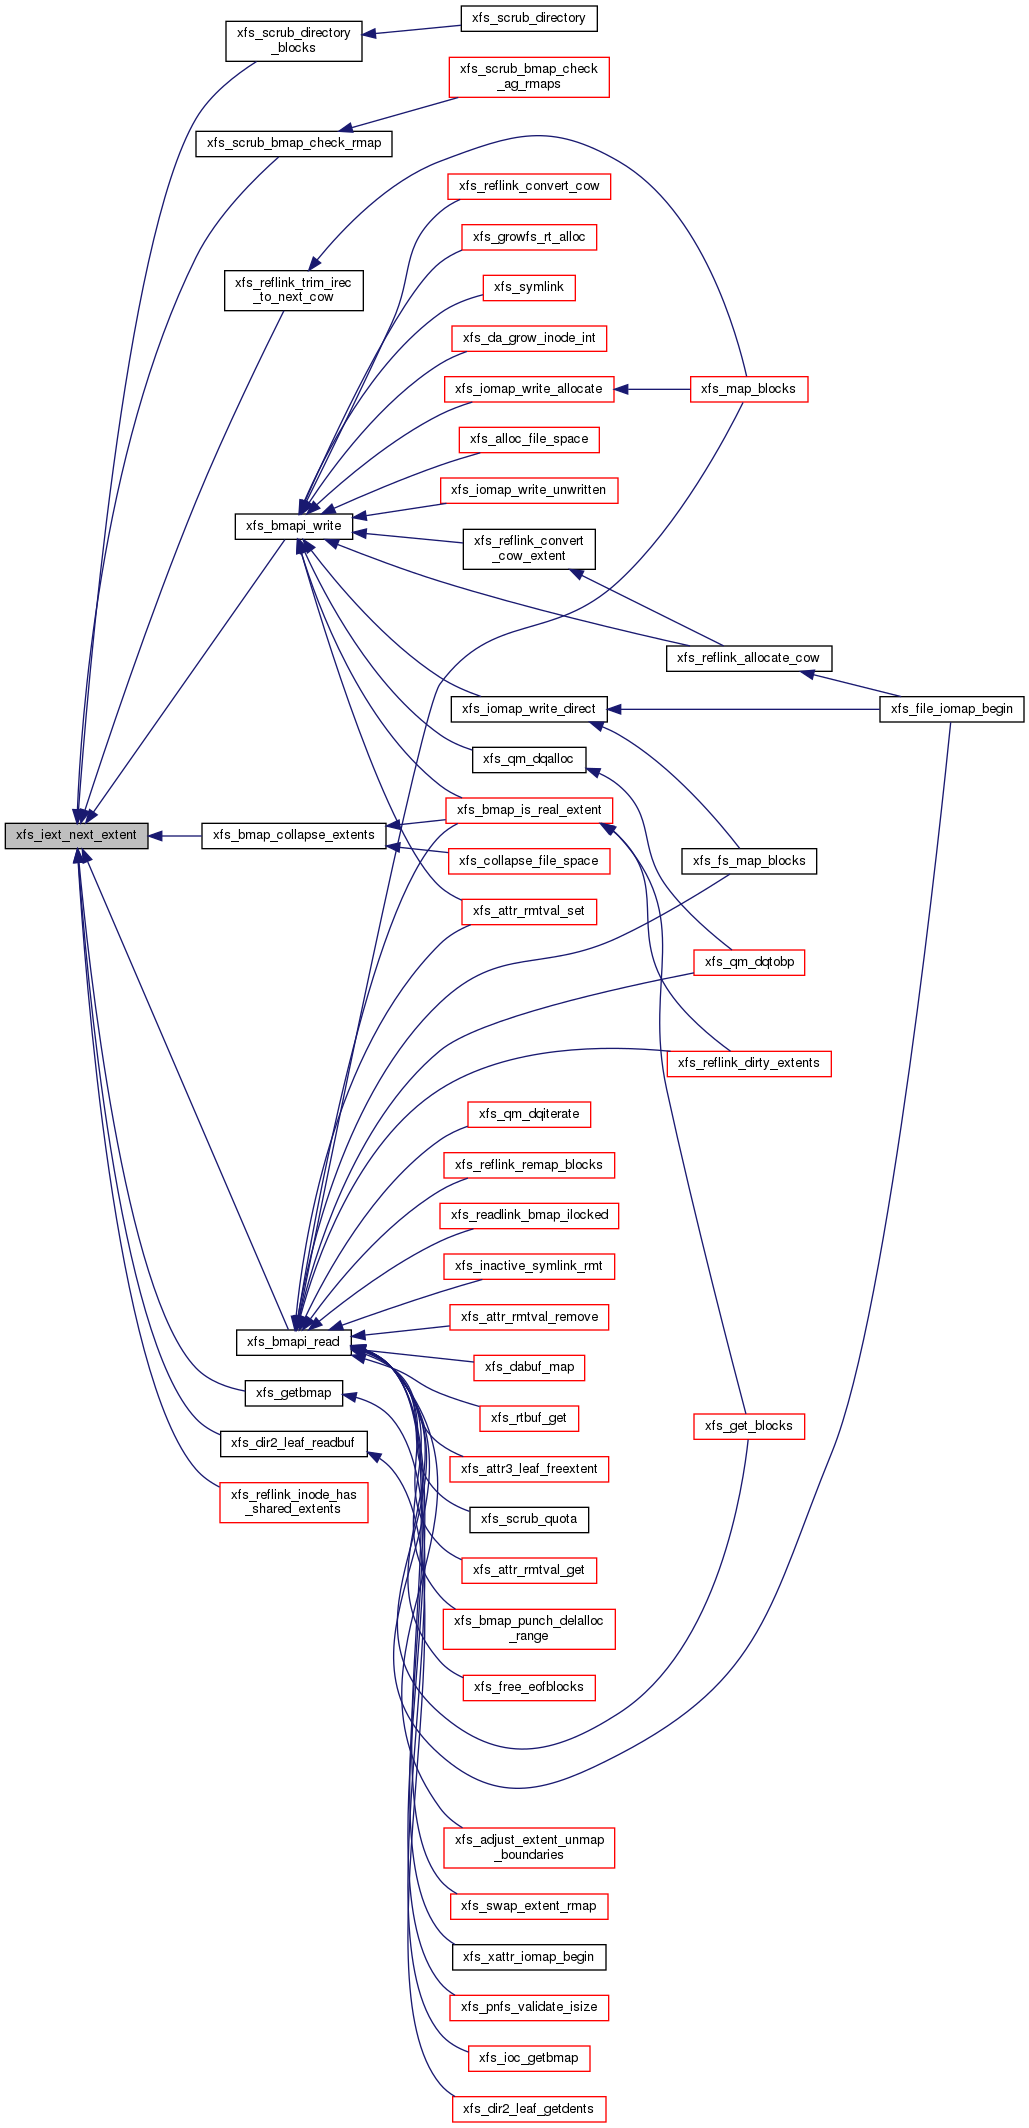 xfs_scrub_directory
xfs_scrub_directory
_blocks
xfs_scrub_bmap_check
_ag_rmaps
xfs_scrub_bmap_check_rmap
xfs_reflink_convert_cow
xfs_growfs_rt_alloc
xfs_reflink_trim_irec
_to_next_cow
xfs_symlink
xfs_da_grow_inode_int
xfs_iomap_write_allocate
xfs_map_blocks
xfs_alloc_file_space
xfs_iomap_write_unwritten
xfs_bmapi_write
xfs_reflink_convert
_cow_extent
xfs_reflink_allocate_cow
xfs_iomap_write_direct
xfs_file_iomap_begin
xfs_qm_dqalloc
xfs_bmap_is_real_extent
xfs_iext_next_extent
xfs_bmap_collapse_extents
xfs_collapse_file_space
xfs_fs_map_blocks
xfs_attr_rmtval_set
xfs_qm_dqtobp
xfs_reflink_dirty_extents
xfs_qm_dqiterate
xfs_reflink_remap_blocks
xfs_readlink_bmap_ilocked
xfs_inactive_symlink_rmt
xfs_attr_rmtval_remove
xfs_bmapi_read
xfs_dabuf_map
xfs_getbmap
xfs_rtbuf_get
xfs_get_blocks
xfs_dir2_leaf_readbuf
xfs_attr3_leaf_freextent
xfs_reflink_inode_has
_shared_extents
xfs_scrub_quota
xfs_attr_rmtval_get
xfs_bmap_punch_delalloc
_range
xfs_free_eofblocks
xfs_adjust_extent_unmap
_boundaries
xfs_swap_extent_rmap
xfs_xattr_iomap_begin
xfs_pnfs_validate_isize
xfs_ioc_getbmap
xfs_dir2_leaf_getdents